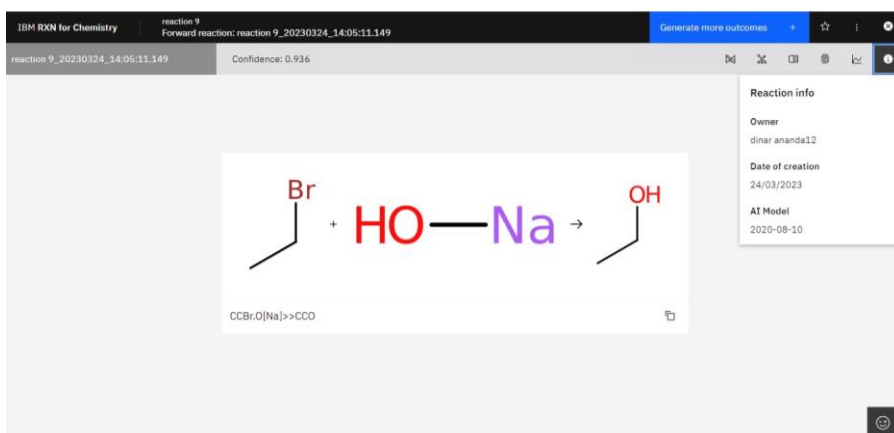 IBM RXN for Chemistry
reaction 9
Forward reaction: reaction 9_20230324_14:05:11.149
Generate more outcomes +
reaction 9_20230324_14:05:11.149
Confidence: 0.936
Reaction info
Owner
dinar ananda12
Date of creation
24/03/2023
AI Model
2020-08-10
Br
+
HO
Na
→
OH
CCBr.O[Na]>>CCO